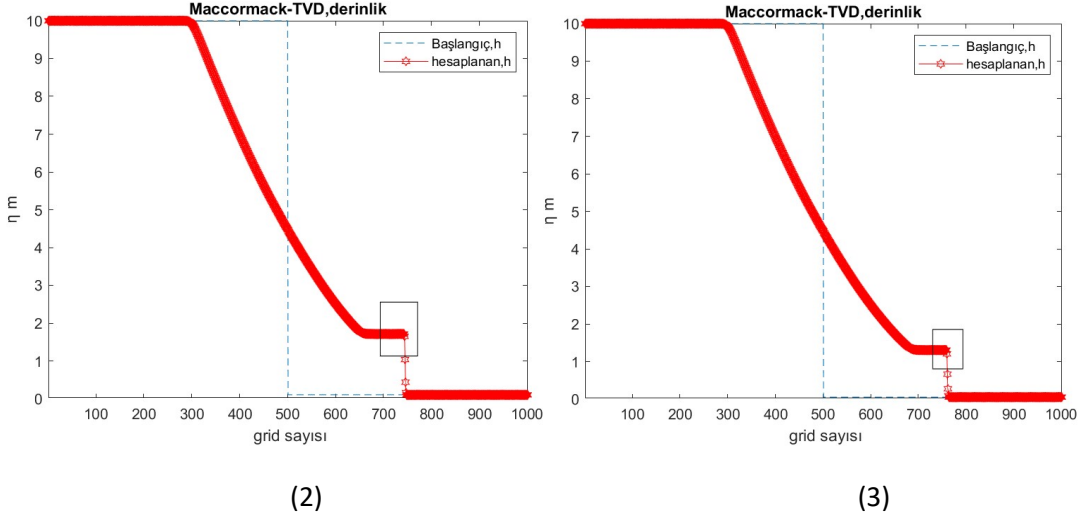 Maccormack-TVD,derinlik
10
9
8
7
6
5
4
3
2
1
0
η m
Başlangıç,h
hesaplanan,h
100 200 300 400 500 600 700 800 900 1000
grid sayısı
(2)
Maccormack-TVD,derinlik
10
9
8
7
6
5
4
3
2
1
0
η m
Başlangıç,h
hesaplanan,h
100 200 300 400 500 600 700 800 900 1000
grid sayısı
(3)